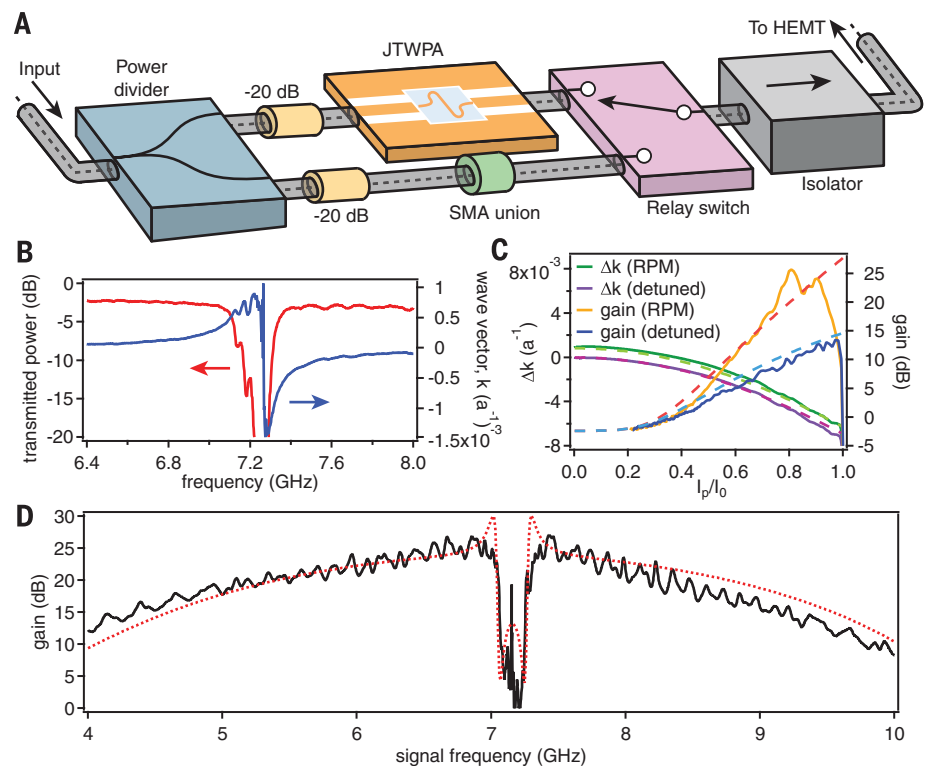 A
Input
Power
divider
-20 dB
JTWPA
To HEMT
-20 dB
SMA union
Relay switch
Isolator
B
transmitted power (dB)
0
-5
-10
-15
-20
6.4
6.8
7.2
7.6
8.0
frequency (GHz)
1
0.5
0
-0.5
-1
-1.5x10⁻³
wave vector, k (a⁻¹)
C
Δk (RPM)
Δk (detuned)
gain (RPM)
gain (detuned)
Δk (a⁻¹)
8x10⁻³
4
0
-4
-8
0.0
0.2
0.4
0.6
0.8
1.0
Iₚ/I₀
25
20
15
10
5
0
-5
gain (dB)
D
gain (dB)
30
25
20
15
10
5
0
4
5
6
7
8
9
10
signal frequency (GHz)